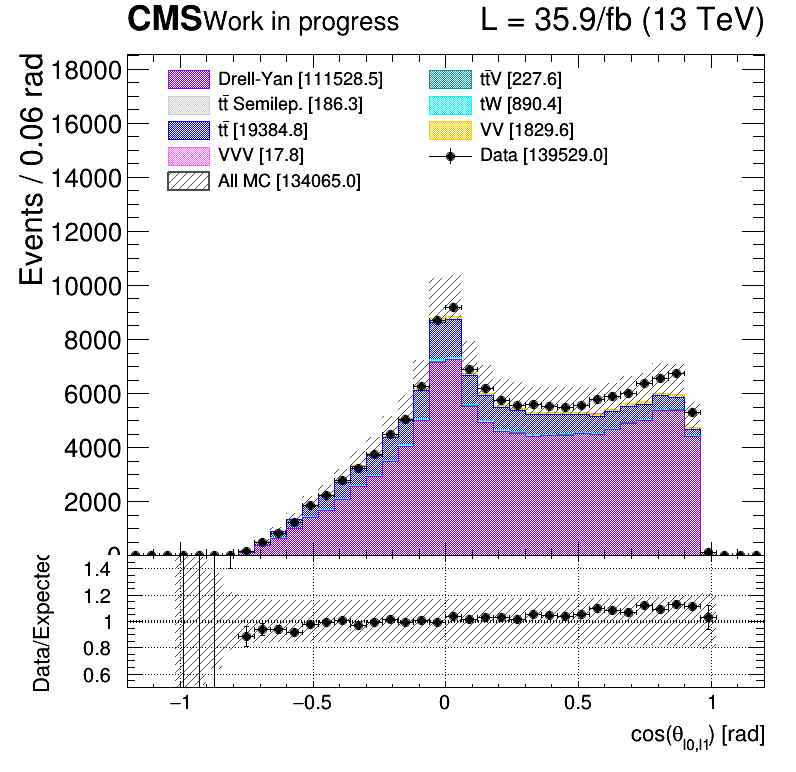 CMS Work in progress L = 35.9/fb (13 TeV)
Events / 0.06 rad
18000
16000
14000
12000
10000
8000
6000
4000
2000
0
Drell-Yan [111528.5]
tt̄ Semilep. [186.3]
tt̄ [19384.8]
VVV [17.8]
All MC [134065.0]
tt̄V [227.6]
tW [890.4]
VV [1829.6]
Data [139529.0]
Data/Expected
1.4
1.2
1
0.8
0.6
−1 −0.5 0 0.5 1
cos(θl0,l1) [rad]